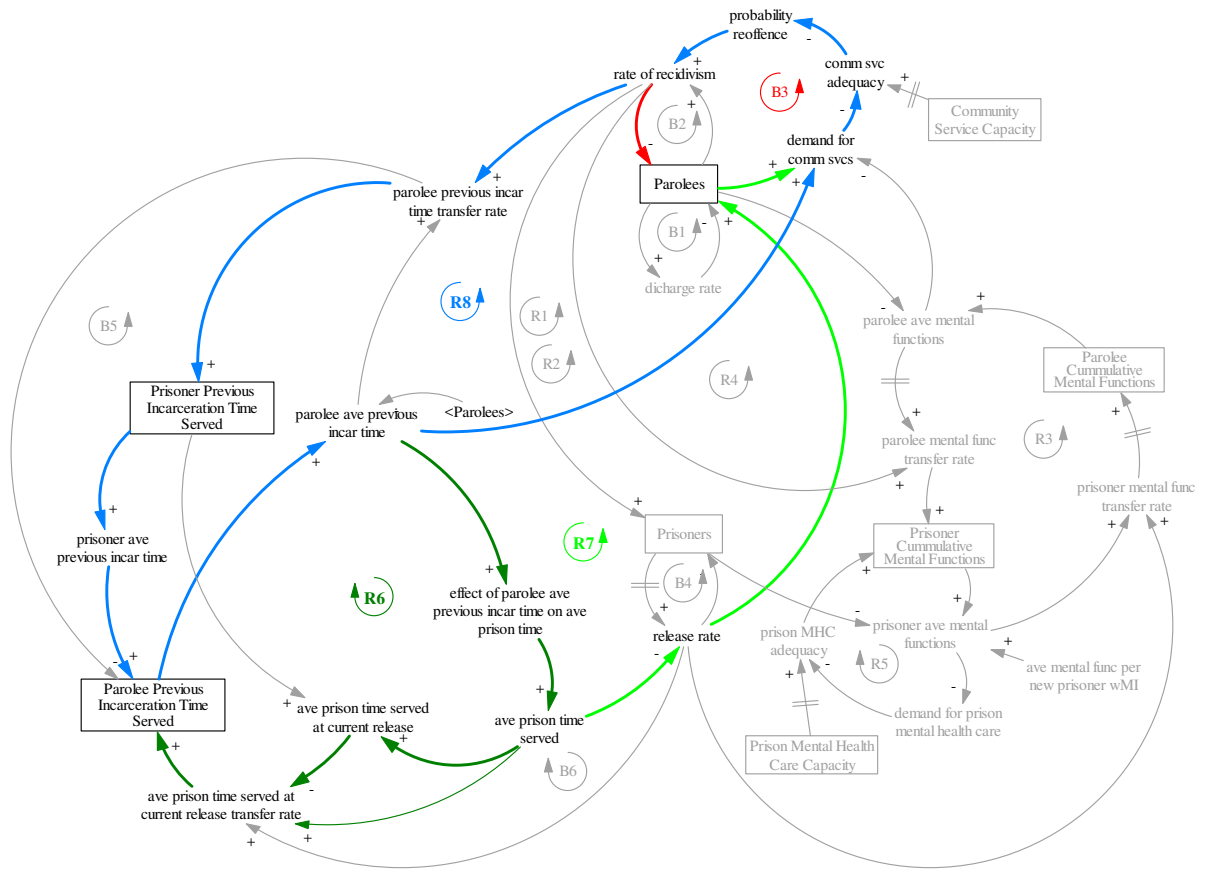 probability
reoffence
-
+
rate of recidivism
comm svc
adequacy
+
B3
Community
Service Capacity
+
B2
-
-
demand for
comm svcs
+
+
-
Parolees
+
parolee previous incar
time transfer rate
+
-
+
B1
+
dicharge rate
R8
B5
R1
R2
R4
+
-
parolee ave mental
functions
Parolee
Cummulative
Mental Functions
+
Prisoner Previous
Incarceration Time
Served
parolee ave previous
incar time
<Parolees>
+
+
+
parolee mental func
transfer rate
+
R3
prisoner mental func
transfer rate
+
+
+
prisoner ave
previous incar time
+
Prisoners
+
Prisoner
Cummulative
Mental Functions
R7
+
+
B4
R6
effect of parolee ave
previous incar time on ave
prison time
+
-
release rate
+
-
prisoner ave mental
functions
prison MHC
adequacy
+
-
R5
ave mental func per
new prisoner wMI
-
+
Parolee Previous
Incarceration Time
Served
+
-
+
-
+
ave prison time served
at current release
+
ave prison time
served
demand for prison
mental health care
+
Prison Mental Health
Care Capacity
B6
-
ave prison time served at
current release transfer rate
+
+